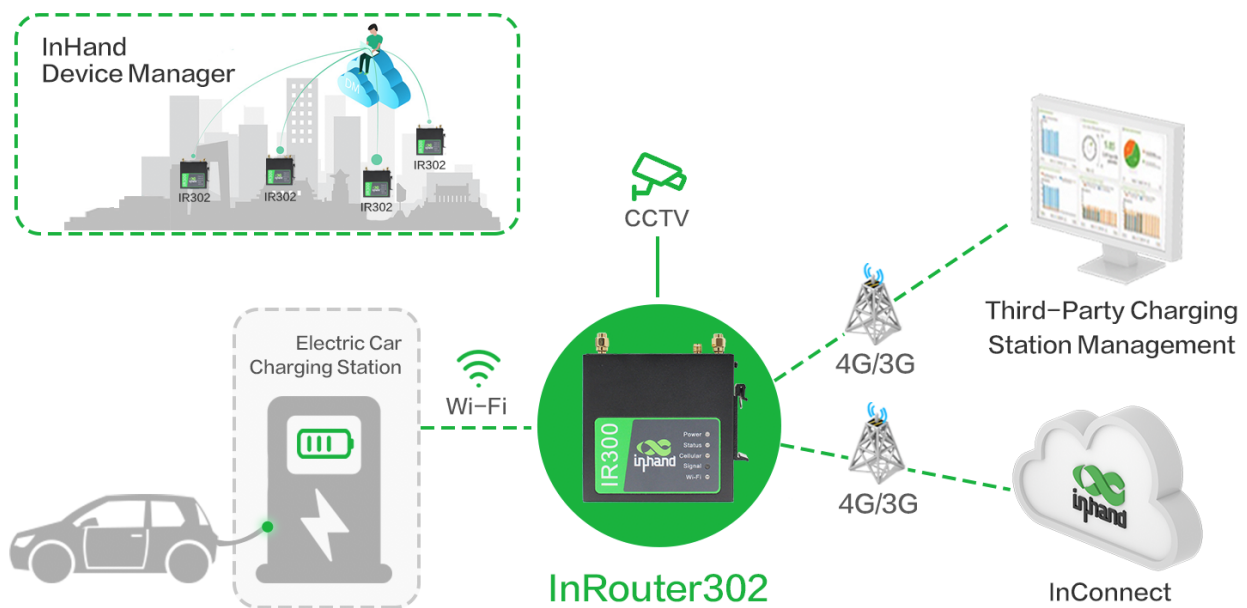 InHand
Device Manager
DM
IR302
IR302
IR302
IR302
CCTV
Third-Party Charging
Station Management
4G/3G
Electric Car
Charging Station
Wi-Fi
IR300
inhand
Power
Status
Cellular
Signal
Wi-Fi
4G/3G
inhand
InRouter302
InConnect